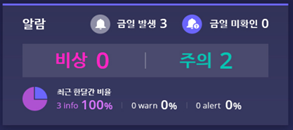 알람 금일 발생 3 금일 미확인 0
비상 0 주의 2
최근 한달간 비율
3 info 100% 0 warn 0% 0 alert 0%